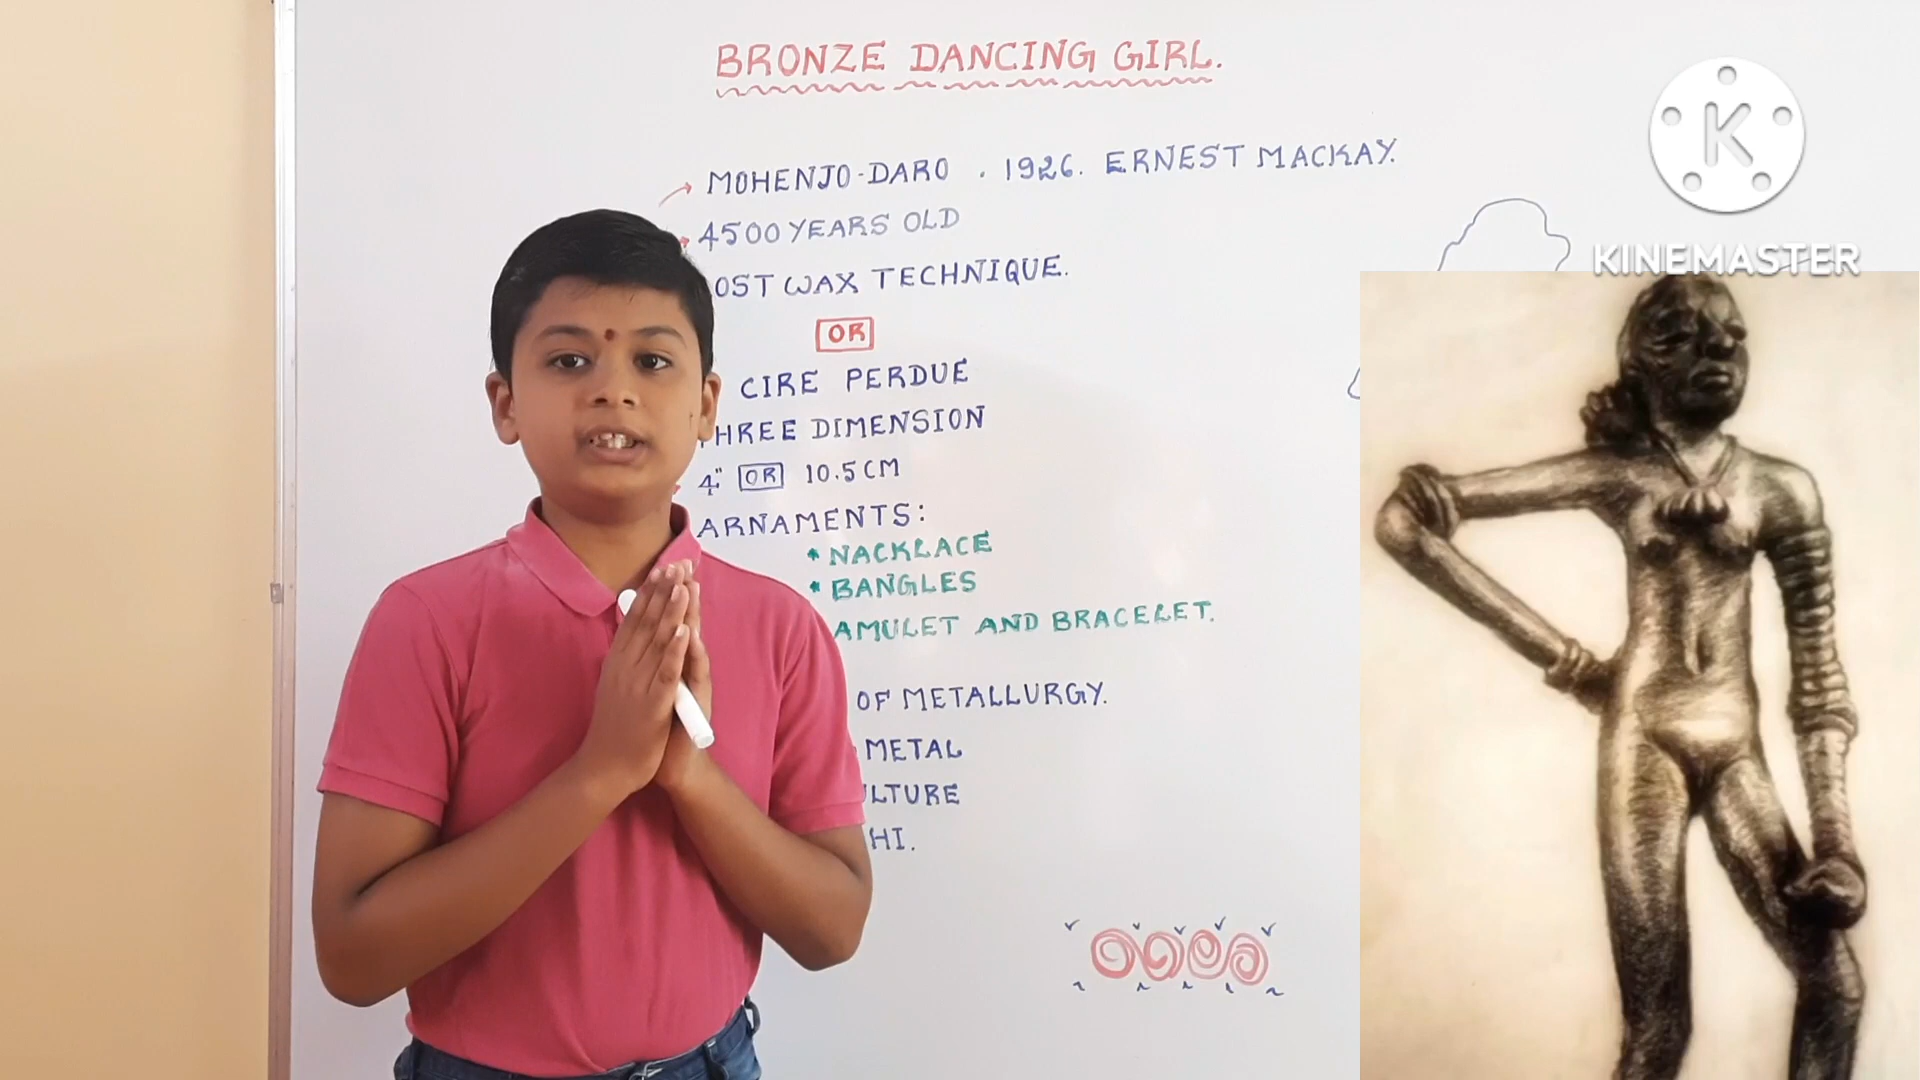 BRONZE DANCING GIRL.
MOHENJO-DARO . 1926. ERNEST MACKAY.
4500 YEARS OLD
OST WAX TECHNIQUE.
OR
CIRE PERDUE
HREE DIMENSION
4" OR 10.5 CM
ARNAMENTS:
* NACKLACE
* BANGLES
AMULET AND BRACELET.
OF METALLURGY.
METAL
LTURE
HI.
K
KINEMASTER